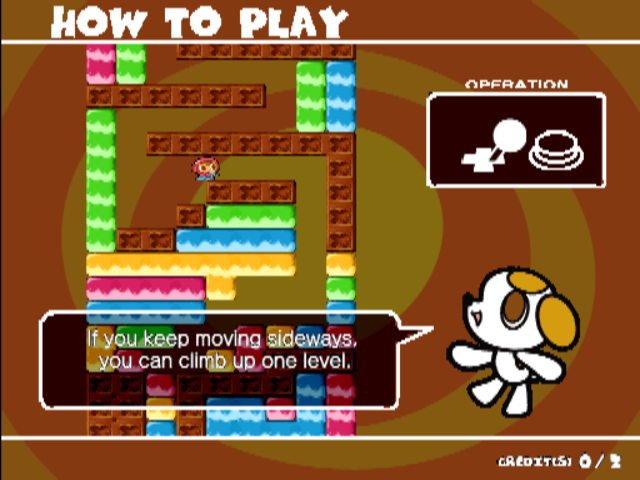 HOW TO PLAY
OPERATION
If you keep moving sideways,
you can climb up one level.
CREDIT(S) 0 / 2